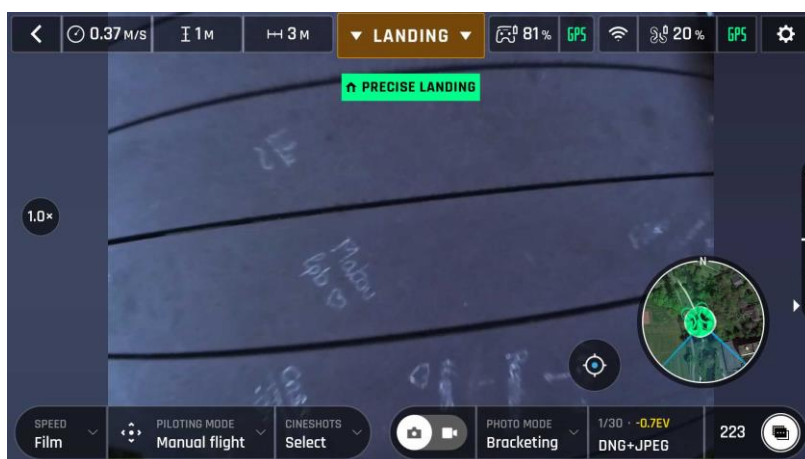 0.37 M/S
1 M
3 M
LANDING
81 %
GPS
20 %
GPS
PRECISE LANDING
1.0×
N
SPEED
Film
PILOTING MODE
Manual flight
CINESHOTS
Select
PHOTO MODE
Bracketing
1/30 · -0.7EV
DNG+JPEG
223